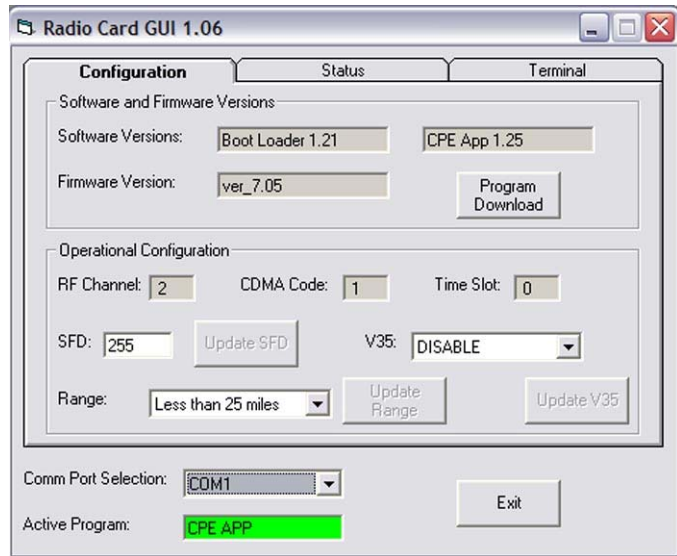 Radio Card GUI 1.06
Configuration Status Terminal
Software and Firmware Versions
Software Versions: Boot Loader 1.21 CPE App 1.25
Firmware Version: ver_7.05 Program Download
Operational Configuration
RF Channel: 2 CDMA Code: 1 Time Slot: 0
SFD: 255 Update SFD V35: DISABLE
Range: Less than 25 miles Update Range Update V35
Comm Port Selection: COM1
Exit
Active Program: CPE APP